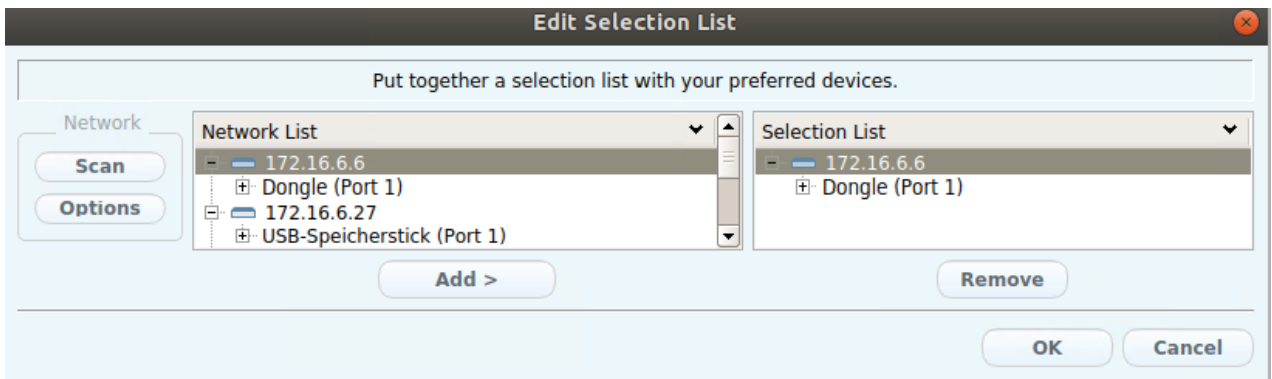 Edit Selection List
Put together a selection list with your preferred devices.
Network
Scan
Options
Network List
172.16.6.6
Dongle (Port 1)
172.16.6.27
USB-Speicherstick (Port 1)
Add >
Selection List
172.16.6.6
Dongle (Port 1)
Remove
OK
Cancel